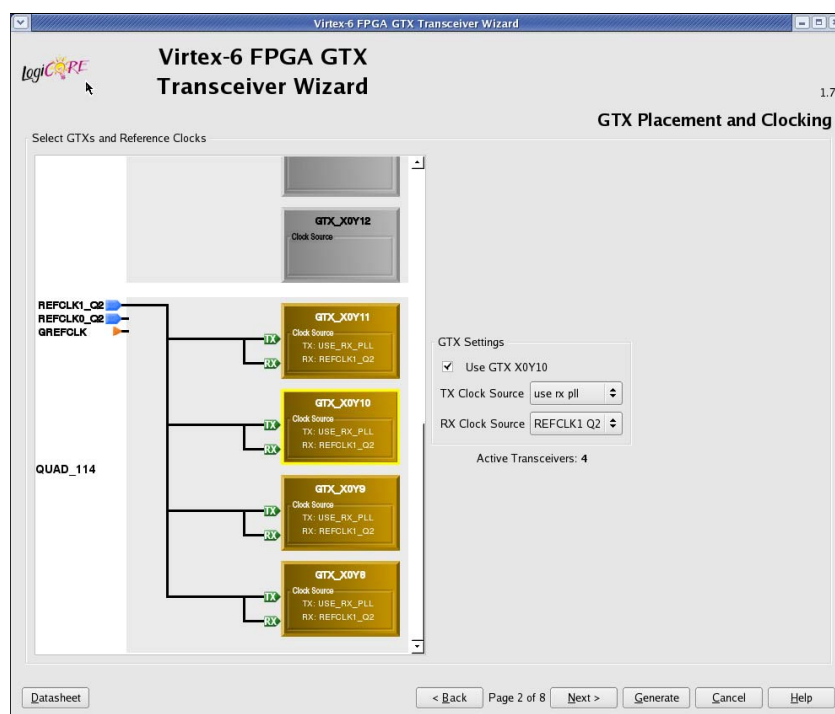 Virtex-6 FPGA GTX Transceiver Wizard
LogiCORE
Virtex-6 FPGA GTX
Transceiver Wizard
1.7
GTX Placement and Clocking
Select GTXs and Reference Clocks
GTX_X0Y12
Clock Source
REFCLK1_Q2
REFCLK0_Q2
GREFCLK
QUAD_114
GTX_X0Y11
Clock Source
TX TX: USE_RX_PLL
RX RX: REFCLK1_Q2
GTX_X0Y10
Clock Source
TX TX: USE_RX_PLL
RX RX: REFCLK1_Q2
GTX_X0Y9
Clock Source
TX TX: USE_RX_PLL
RX RX: REFCLK1_Q2
GTX_X0Y8
Clock Source
TX TX: USE_RX_PLL
RX RX: REFCLK1_Q2
GTX Settings
Use GTX X0Y10
TX Clock Source use rx pll
RX Clock Source REFCLK1 Q2
Active Transceivers: 4
Datasheet
< Back Page 2 of 8 Next > Generate Cancel Help